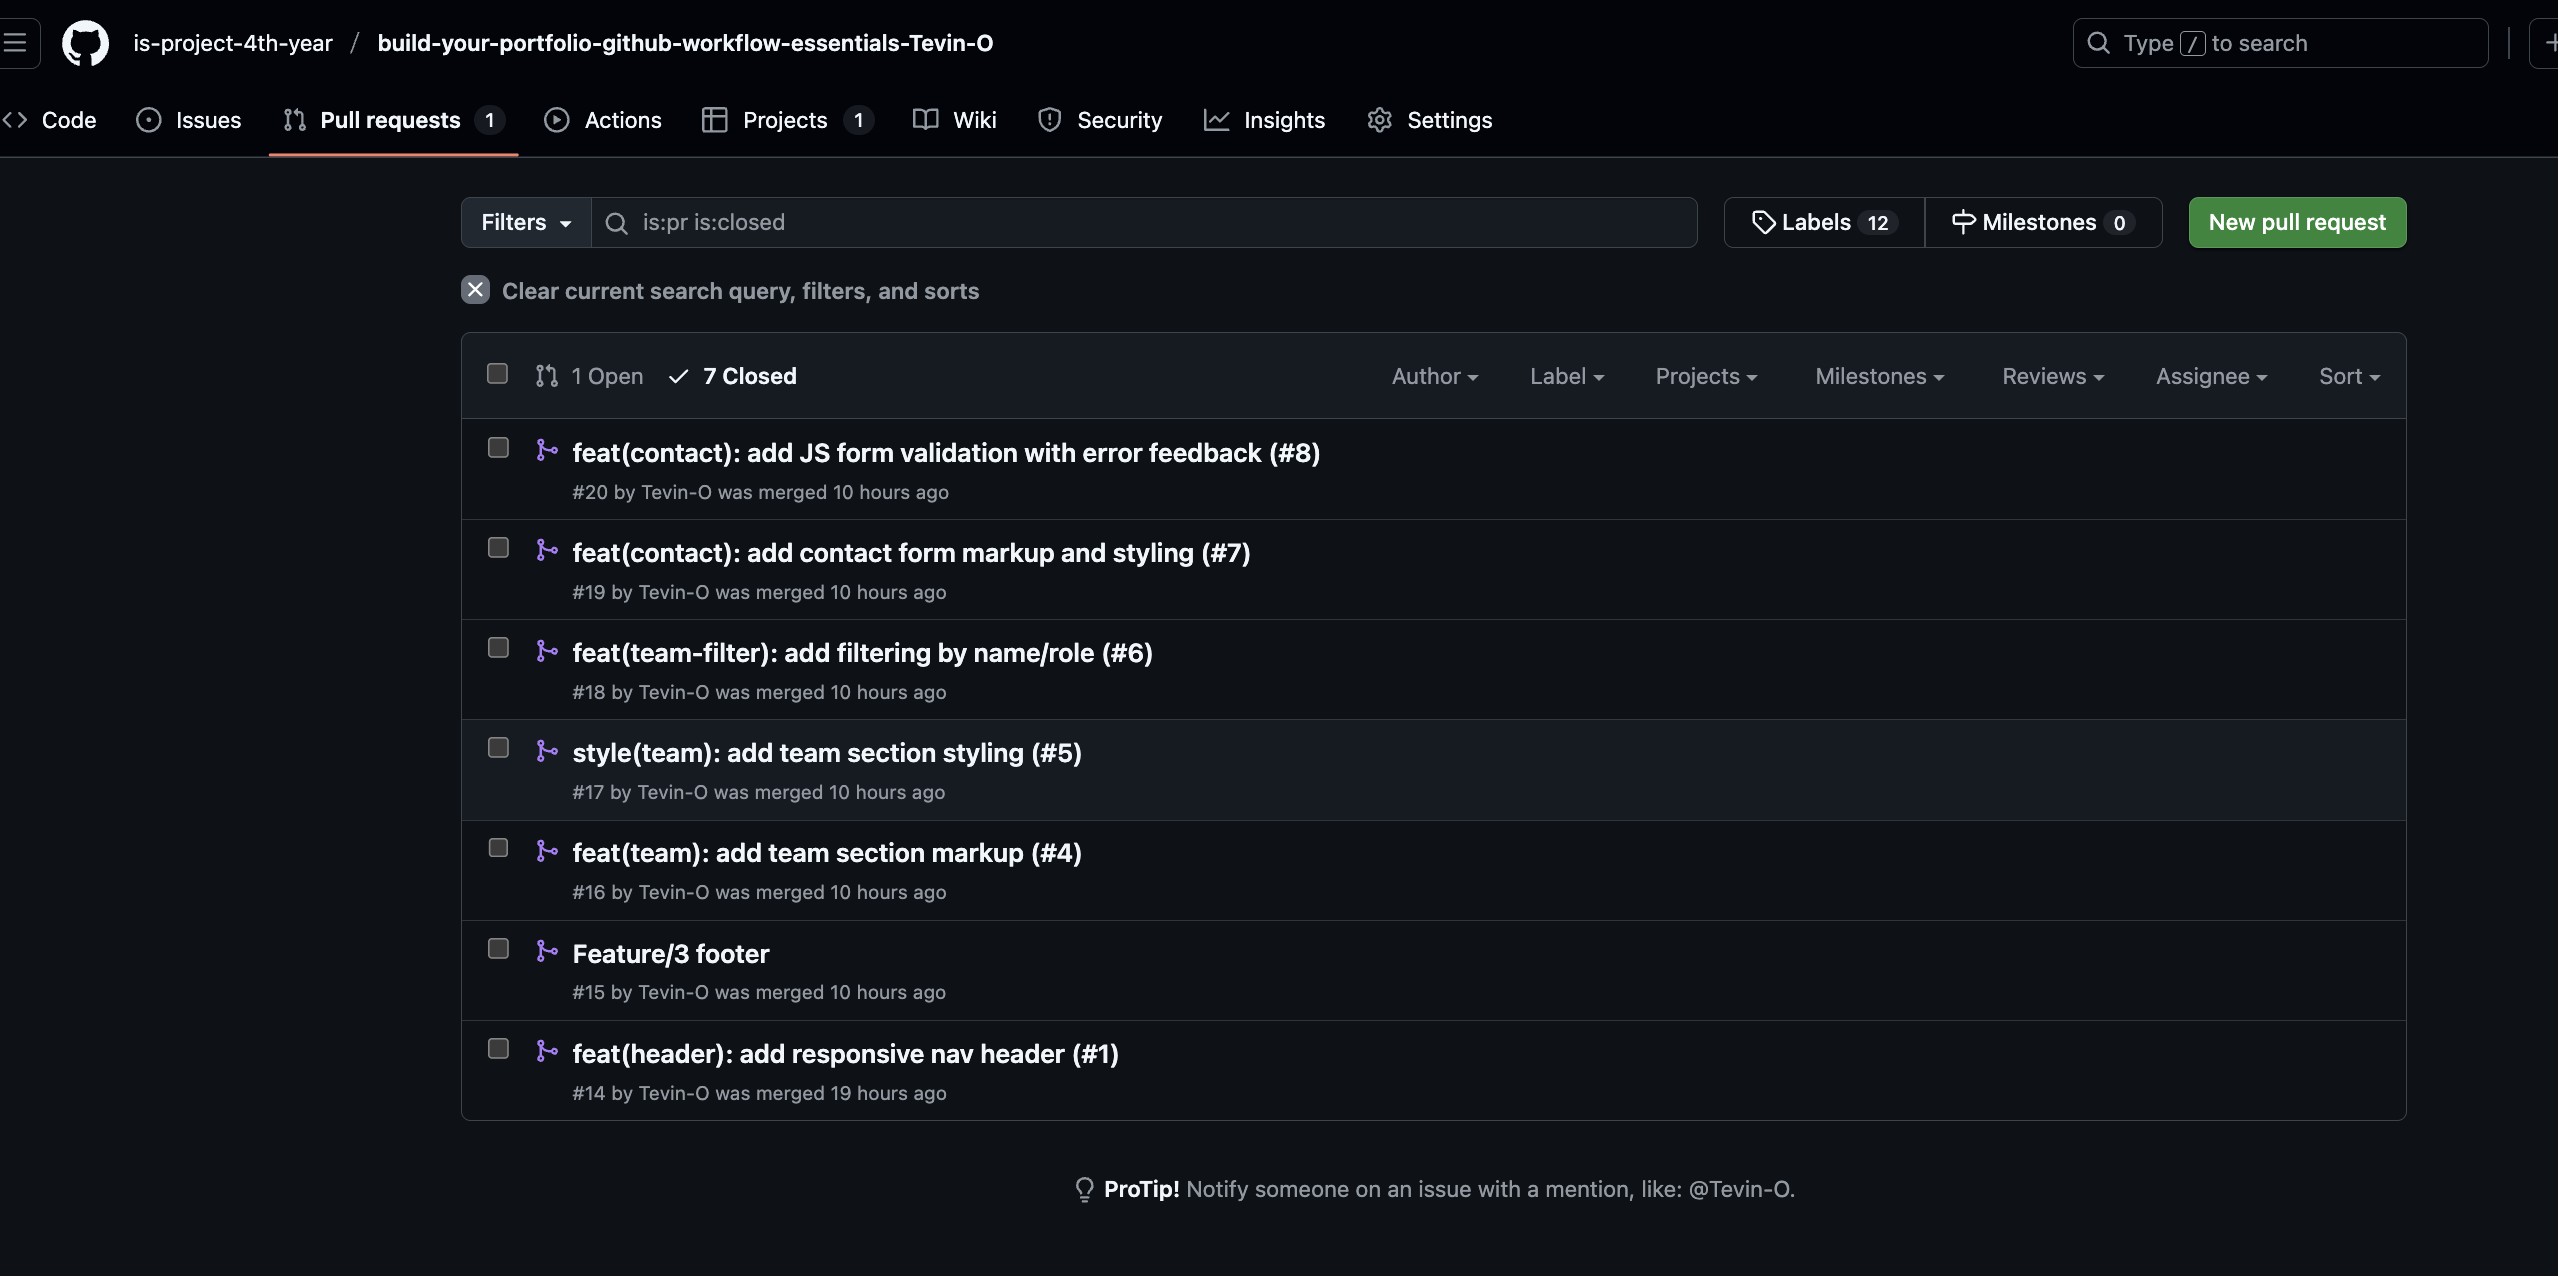 is-project-4th-year / build-your-portfolio-github-workflow-essentials-Tevin-O
Type / to search
Code Issues Pull requests 1 Actions Projects 1 Wiki Security Insights Settings
Filters is:pr is:closed Labels 12 Milestones 0 New pull request
Clear current search query, filters, and sorts
1 Open 7 Closed Author Label Projects Milestones Reviews Assignee Sort
feat(contact): add JS form validation with error feedback (#8)
#20 by Tevin-O was merged 10 hours ago
feat(contact): add contact form markup and styling (#7)
#19 by Tevin-O was merged 10 hours ago
feat(team-filter): add filtering by name/role (#6)
#18 by Tevin-O was merged 10 hours ago
style(team): add team section styling (#5)
#17 by Tevin-O was merged 10 hours ago
feat(team): add team section markup (#4)
#16 by Tevin-O was merged 10 hours ago
Feature/3 footer
#15 by Tevin-O was merged 10 hours ago
feat(header): add responsive nav header (#1)
#14 by Tevin-O was merged 19 hours ago
ProTip! Notify someone on an issue with a mention, like: @Tevin-O.